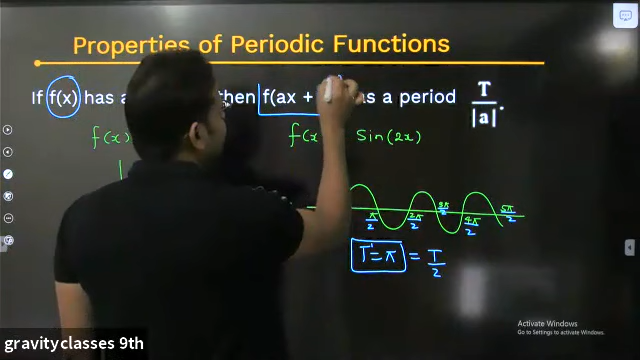 Properties of Periodic Functions
If f(x) has a then f(ax + as a period T/|a|.
f(x) f(x Sin(2x)
π/2 2π/2 3π/2 4π/2 5π/2
T'=π = T/2
Activate Windows
Go to Settings to activate Windows.
gravityclasses 9th